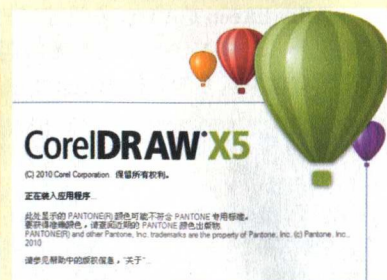 CorelDRAW X5
(C) 2010 Corel Corporation 保留所有权利。
正在装入应用程序...
此处显示的 PANTONE(R) 颜色可能不符合 PANTONE 专用标准。
要获得准确颜色，请查阅近期的 PANTONE 颜色出版物
PANTONE(R) and other Pantone, Inc. trademarks are the property of Pantone, Inc. (c) Pantone, Inc.,
2010
请参见帮助中的版权信息，"关于"...